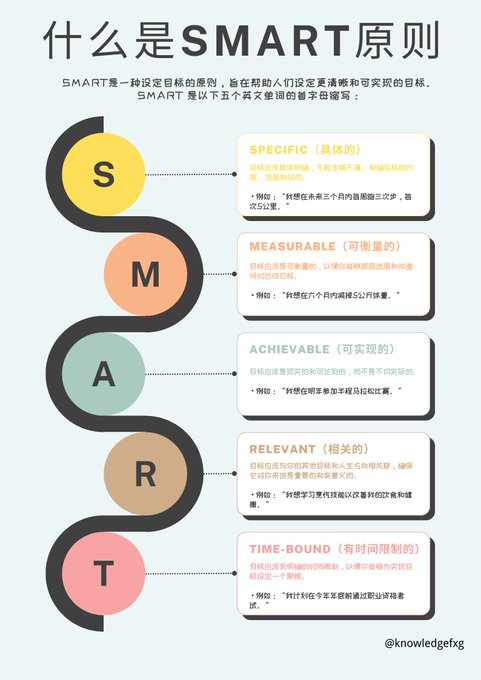 什么是SMART原则
SMART是一种设定目标的原则，旨在帮助人们设定更清晰和可实现的目标.
SMART 是以下五个英文单词的首字母缩写：
S
SPECIFIC（具体的）
目标应该具体明确，不能含糊不清。明确目标的内
容、范围和目的。
•例如：“我想在未来三个月内每周跑三次步，每
次5公里。”
M
MEASURABLE（可衡量的）
目标应该是可衡量的，以便你能够跟踪进展和知道
何时达成目标。
•例如：“我想在六个月内减掉5公斤体重。”
A
ACHIEVABLE（可实现的）
目标应该是现实的和可达到的，而不是不切实际的。
•例如：“我想在明年参加半程马拉松比赛。”
R
RELEVANT（相关的）
目标应该与你的其他目标和人生方向相关联，确保
它对你来说是重要的和有意义的。
•例如：“我想学习烹饪技能以改善我的饮食和健
康。”
T
TIME-BOUND（有时间限制的）
目标应该有明确的时间限制，以便你能够为实现目
标设定一个期限。
•例如：“我计划在今年年底前通过职业资格考
试。”
@knowledgefxg